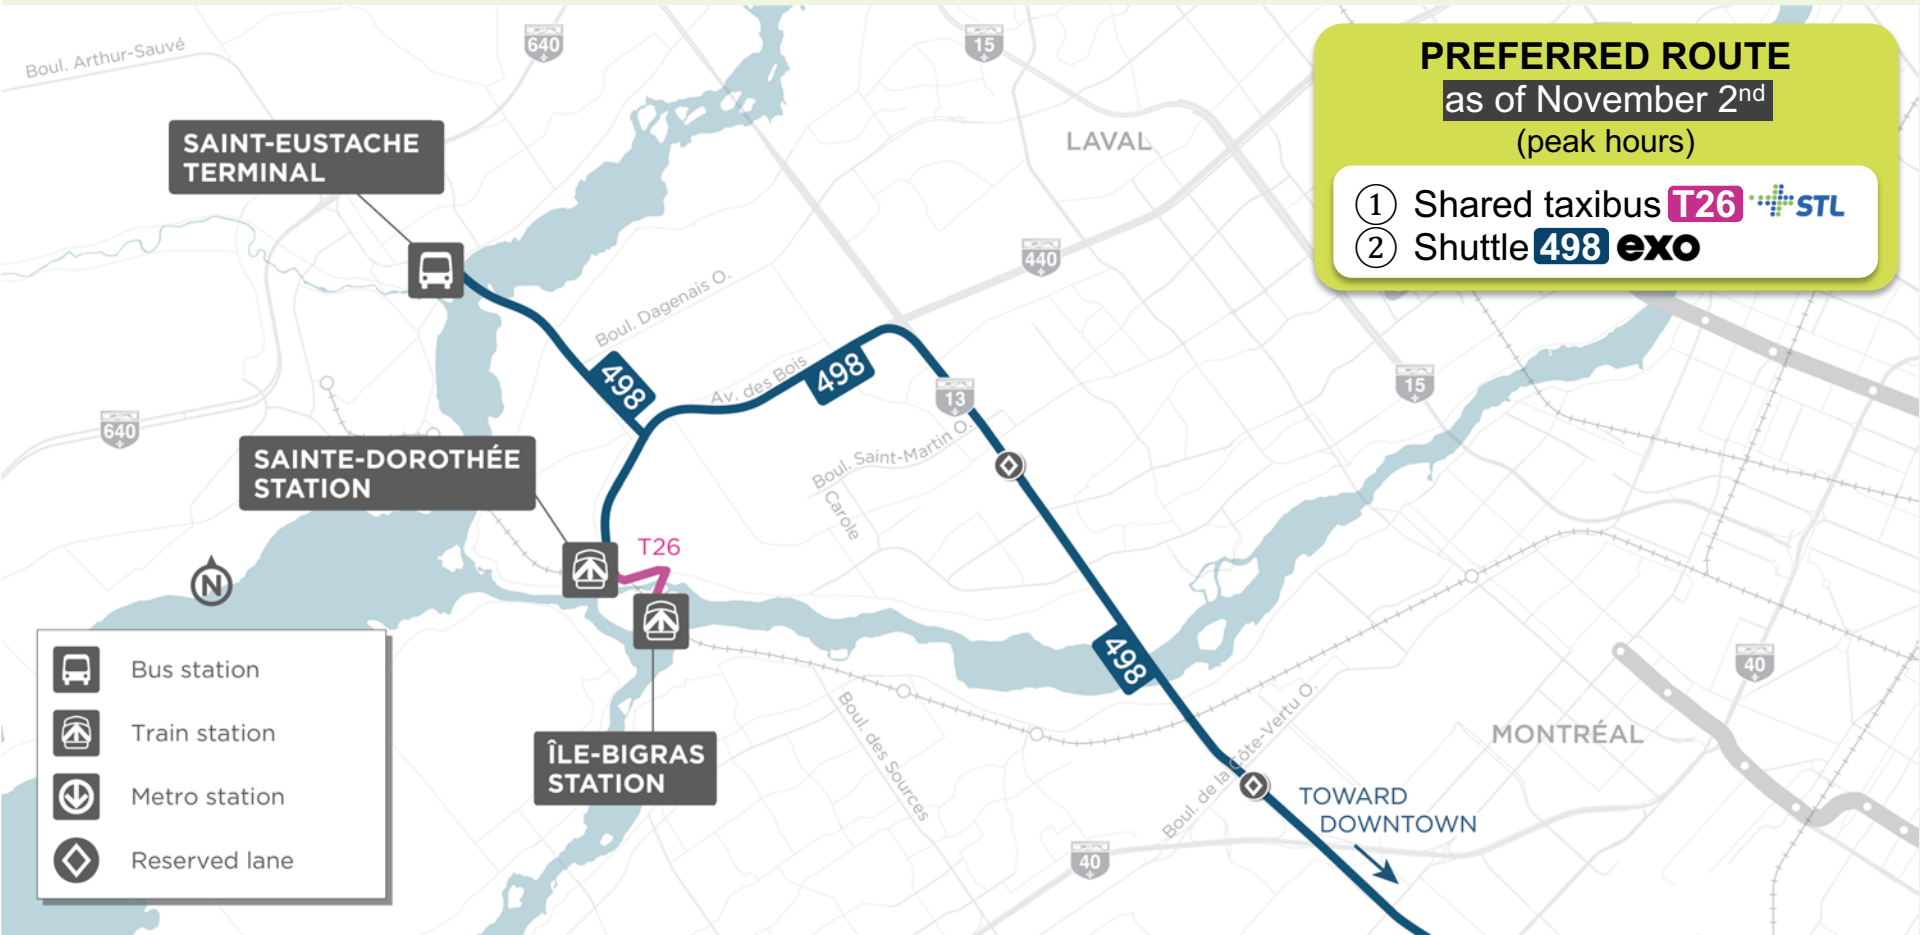 Boul. Arthur-Sauvé
640
15
PREFERRED ROUTE
as of November 2nd
(peak hours)
① Shared taxibus T26 STL
② Shuttle 498 exo
LAVAL
SAINT-EUSTACHE
TERMINAL
440
Boul. Dagenais O.
498
Av. des Bois
498
13
15
640
Boul. Saint-Martin O.
Carole
SAINTE-DOROTHÉE
STATION
T26
N
498
Bus station
Train station
Metro station
Reserved lane
ÎLE-BIGRAS
STATION
Boul. des Sources
Boul. de la Côte-Vertu O.
40
MONTRÉAL
TOWARD
DOWNTOWN
40